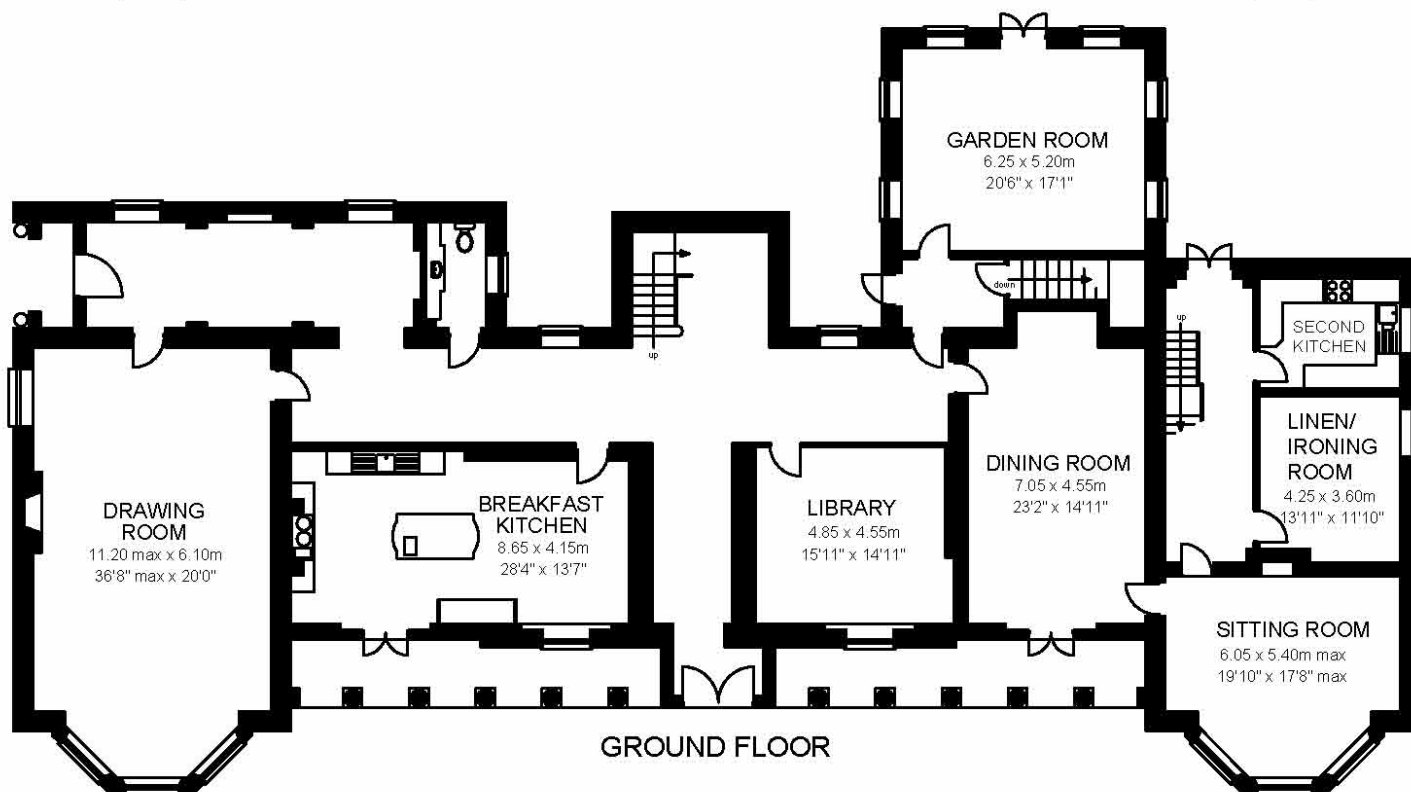 GARDEN ROOM
6.25 x 5.20m
20'6" x 17'1"
down
up
up
SECOND
KITCHEN
DRAWING
ROOM
11.20 max x 6.10m
36'8" max x 20'0"
BREAKFAST
KITCHEN
8.65 x 4.15m
28'4" x 13'7"
LIBRARY
4.85 x 4.55m
15'11" x 14'11"
DINING ROOM
7.05 x 4.55m
23'2" x 14'11"
LINEN/
IRONING
ROOM
4.25 x 3.60m
13'11" x 11'10"
SITTING ROOM
6.05 x 5.40m max
19'10" x 17'8" max
GROUND FLOOR